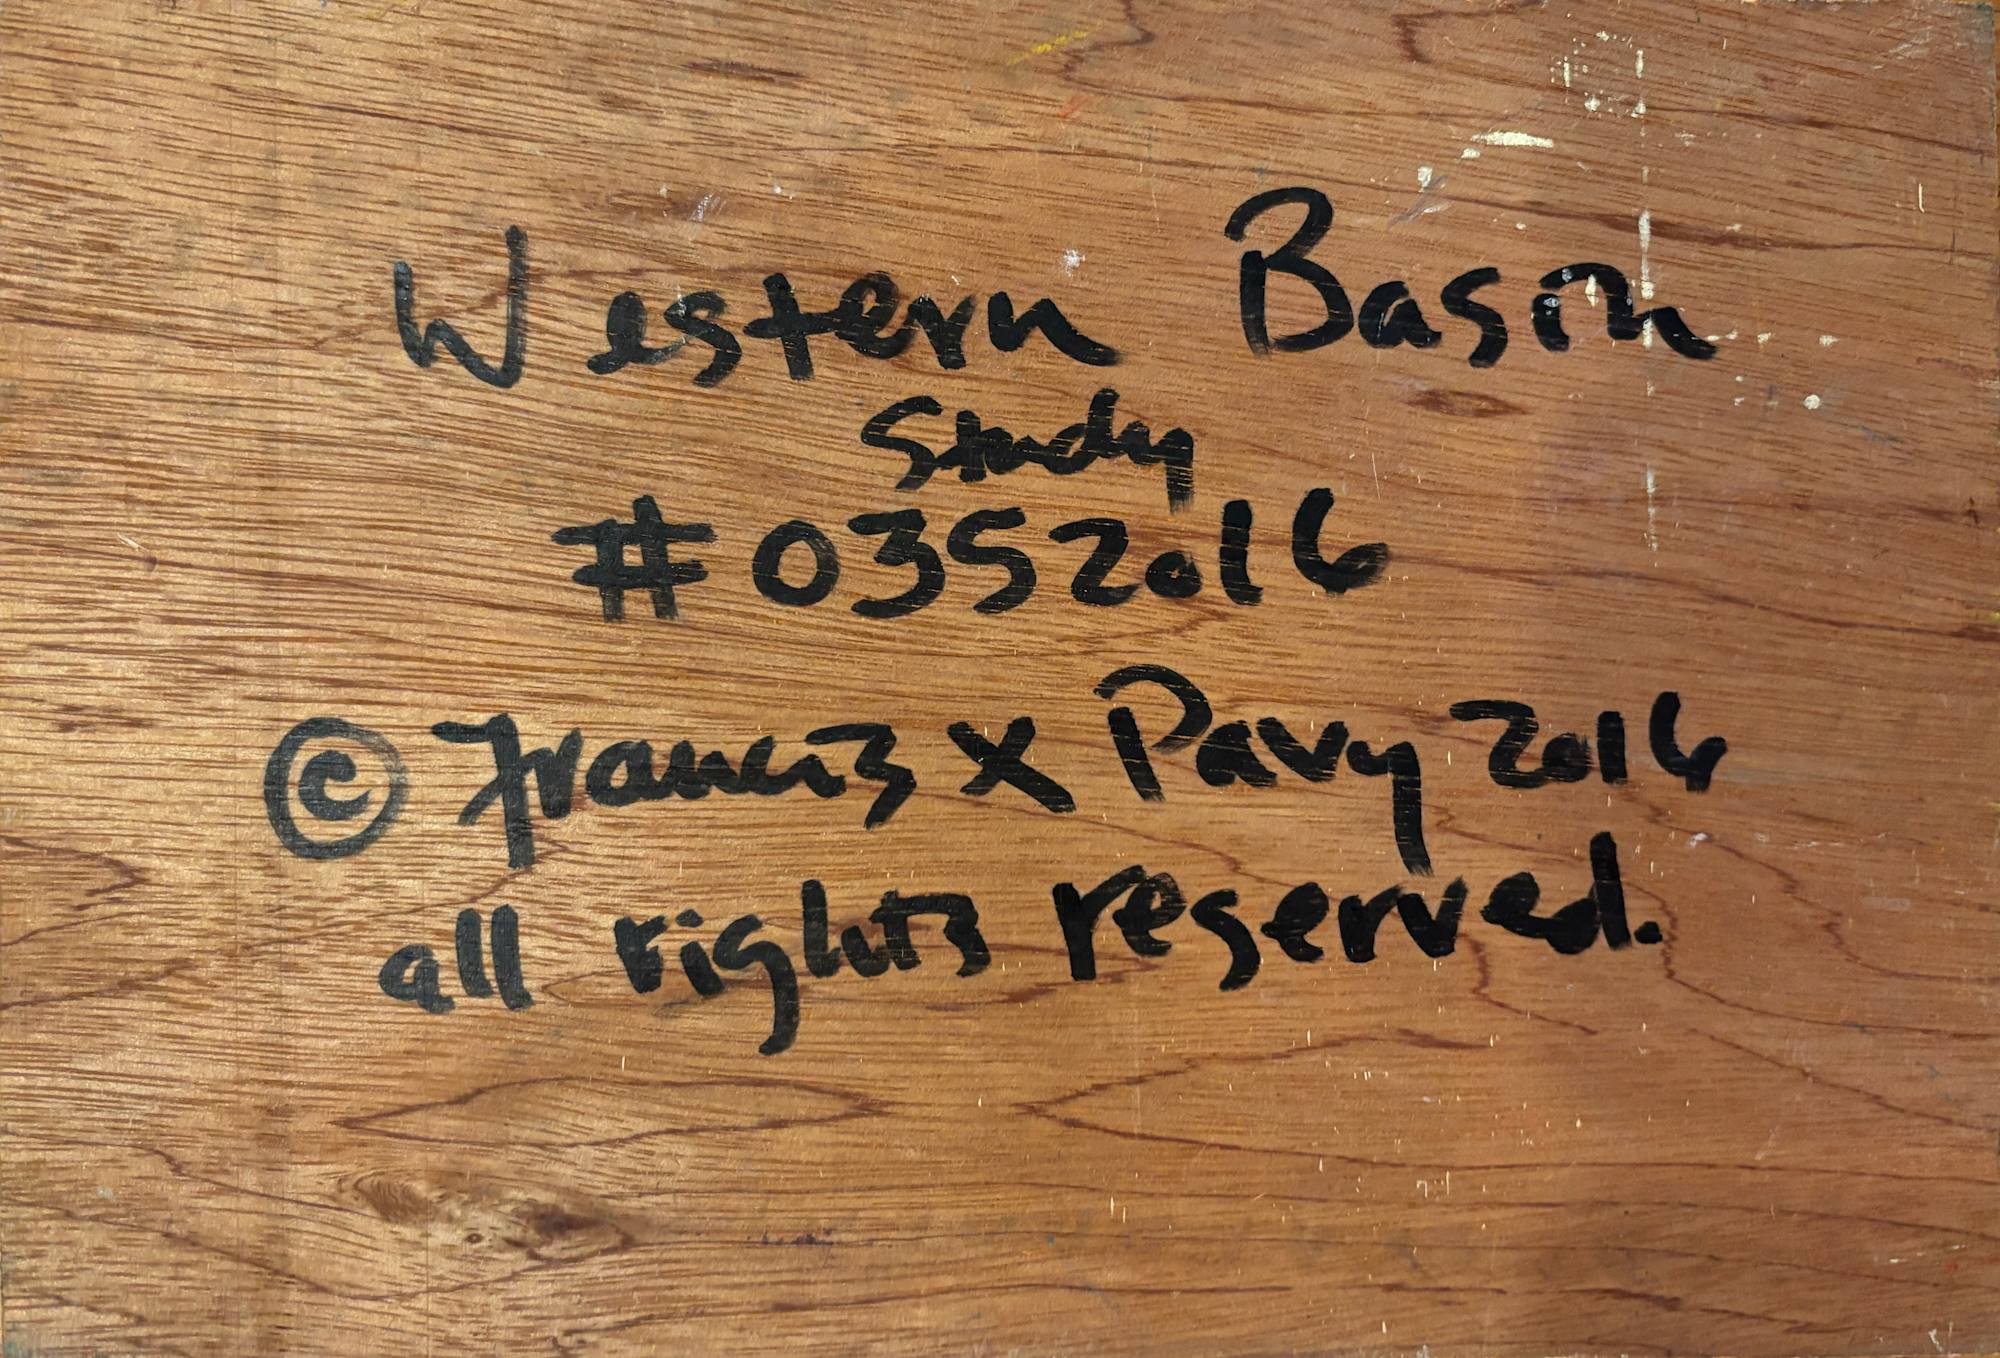 Western Basin
Study
#0352016
© Francis X Pavy 2016
all rights reserved.